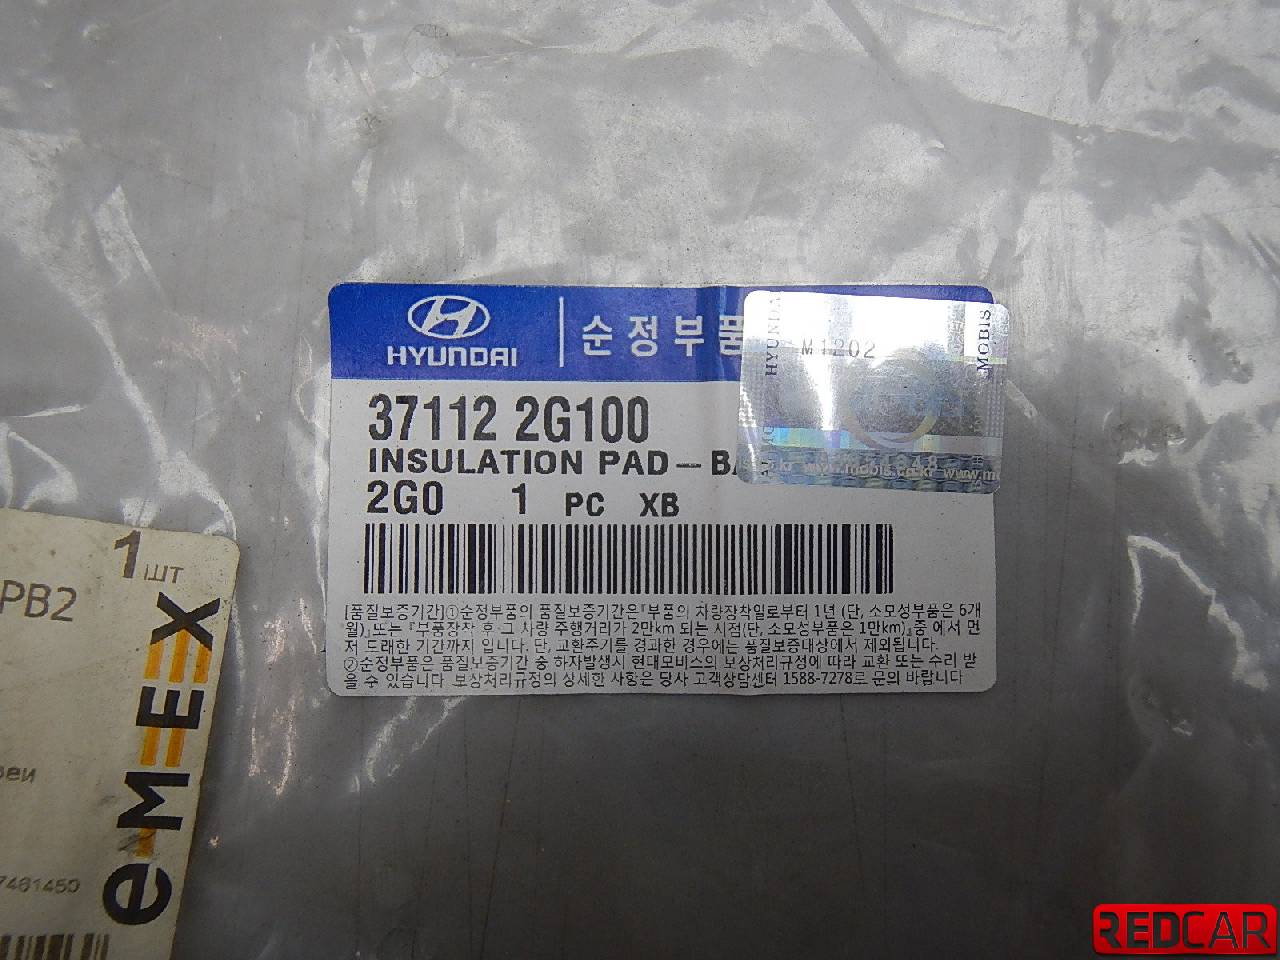 HYUNDAI 순정부품
HYUNDAI
M1202
MOBIS
37112 2G100
INSULATION PAD-BA
2G0 1 PC XB
www.mobis.co.kr www.m
[품질보증기간]①순정부품의 품질보증기간은『부품의 차량장착일로부터 1년 (단, 소모성부품은 6개
월)』또는 『부품장착 후 그 차량 주행거리가 2만km 되는 시점(단, 소모성부품은 1만km)』중 에서 먼
저 도래한 기간까지 입니다. 단, 교환주기를 경과한 경우에는 품질보증대상에서 제외됩니다.
②순정부품은 품질보증기간 중 하자발생시 현대모비스의 보상처리규정에 따라 교환 또는 수리 받
을 수 있습니다 보상처리규정의 상세한 사항은 당사 고객상담센터 1588-7278로 문의 바랍니다
1 шт
PB2
e-MEX
реи
7461450
REDCAR